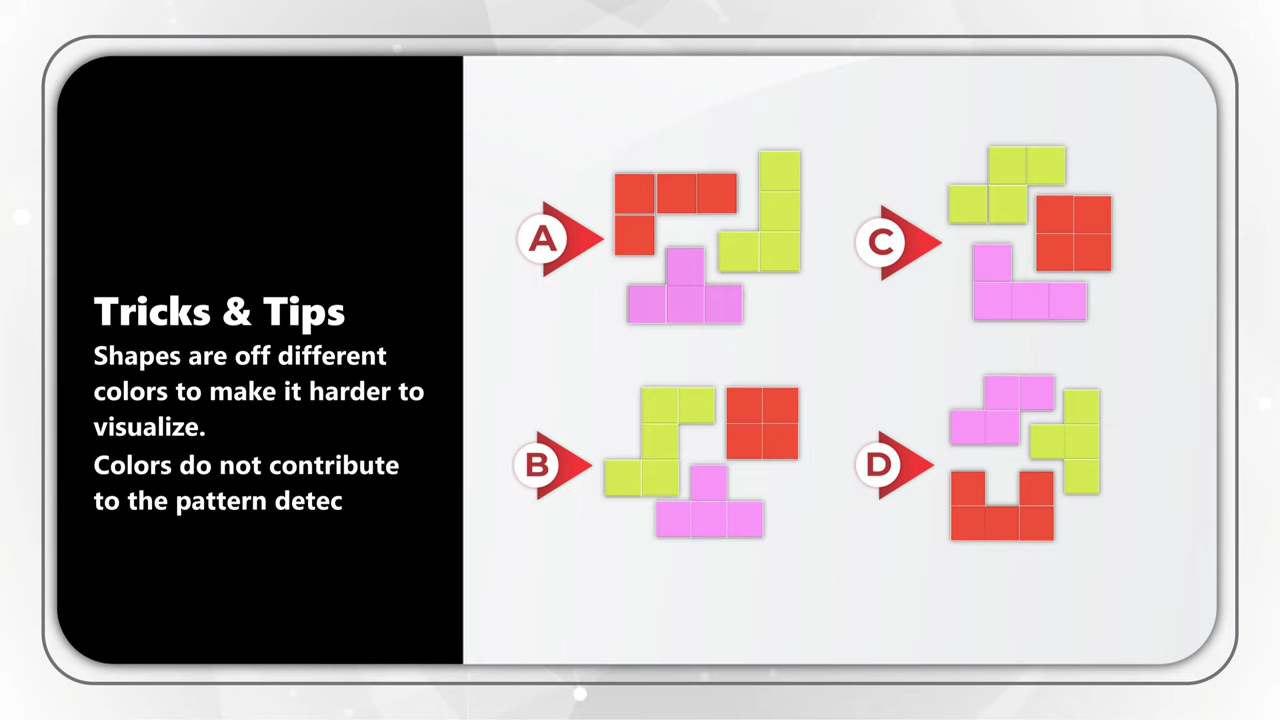 Tricks & Tips
Shapes are off different
colors to make it harder to
visualize.
Colors do not contribute
to the pattern detec
A
C
B
D